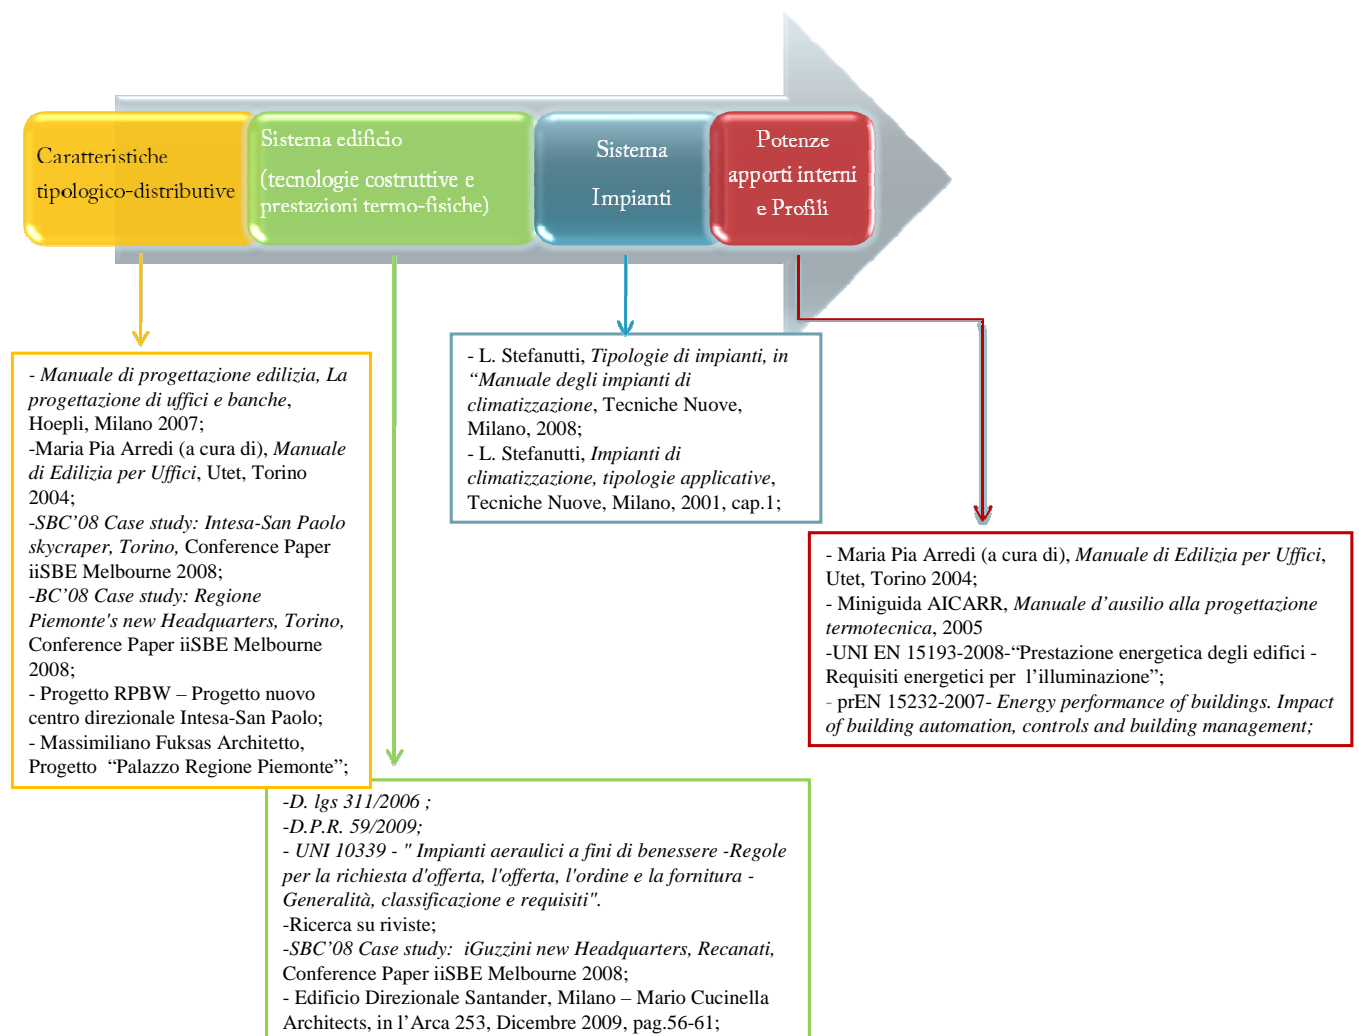 Caratteristiche
tipologico-distributive
Sistema edificio
(tecnologie costruttive e
prestazioni termo-fisiche)
Sistema
Impianti
Potenze
apporti interni
e Profili
- Manuale di progettazione edilizia, La
progettazione di uffici e banche,
Hoepli, Milano 2007;
-Maria Pia Arredi (a cura di), Manuale
di Edilizia per Uffici, Utet, Torino
2004;
-SBC’08 Case study: Intesa-San Paolo
skycraper, Torino, Conference Paper
iiSBE Melbourne 2008;
-BC’08 Case study: Regione
Piemonte's new Headquarters, Torino,
Conference Paper iiSBE Melbourne
2008;
- Progetto RPBW – Progetto nuovo
centro direzionale Intesa-San Paolo;
- Massimiliano Fuksas Architetto,
Progetto “Palazzo Regione Piemonte”;
-D. lgs 311/2006 ;
-D.P.R. 59/2009;
- UNI 10339 - " Impianti aeraulici a fini di benessere -Regole
per la richiesta d'offerta, l'offerta, l'ordine e la fornitura -
Generalità, classificazione e requisiti".
-Ricerca su riviste;
-SBC’08 Case study: iGuzzini new Headquarters, Recanati,
Conference Paper iiSBE Melbourne 2008;
- Edificio Direzionale Santander, Milano – Mario Cucinella
Architects, in l’Arca 253, Dicembre 2009, pag.56-61;
- L. Stefanutti, Tipologie di impianti, in
“Manuale degli impianti di
climatizzazione, Tecniche Nuove,
Milano, 2008;
- L. Stefanutti, Impianti di
climatizzazione, tipologie applicative,
Tecniche Nuove, Milano, 2001, cap.1;
- Maria Pia Arredi (a cura di), Manuale di Edilizia per Uffici,
Utet, Torino 2004;
- Miniguida AICARR, Manuale d’ausilio alla progettazione
termotecnica, 2005
-UNI EN 15193-2008-“Prestazione energetica degli edifici -
Requisiti energetici per l’illuminazione”;
- prEN 15232-2007- Energy performance of buildings. Impact
of building automation, controls and building management;